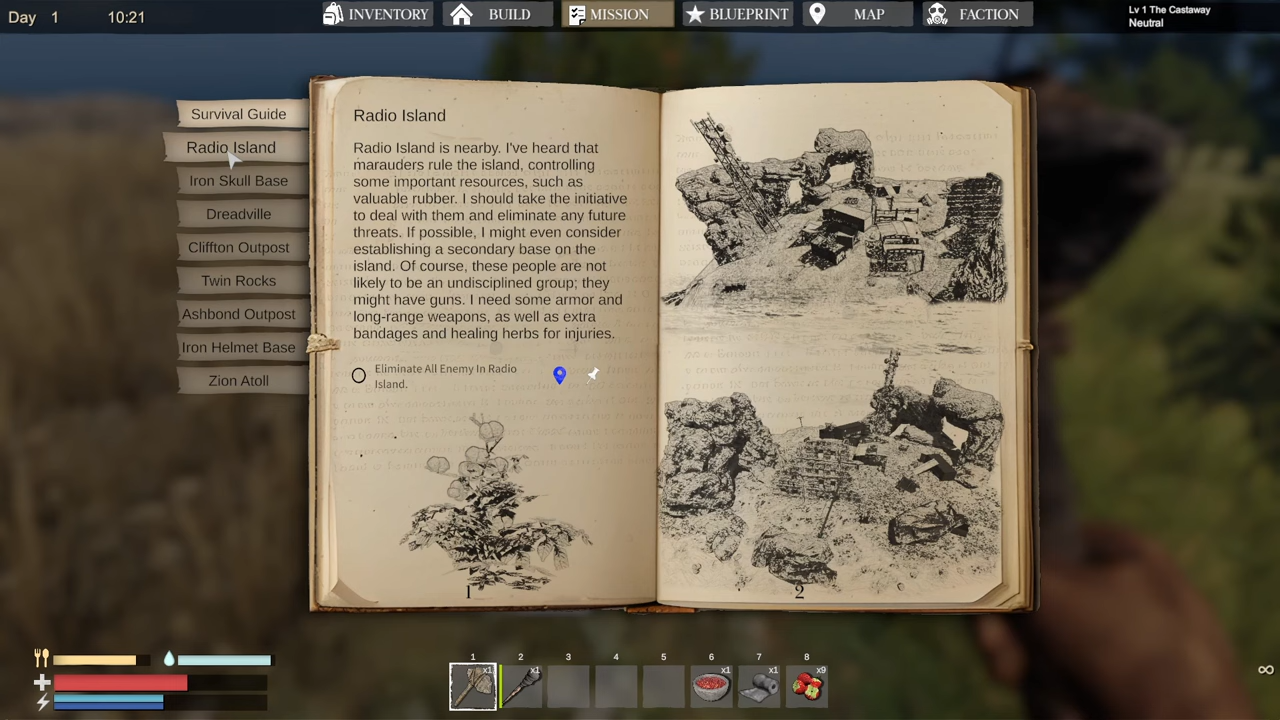 Day 1 10:21
INVENTORY
BUILD
MISSION
BLUEPRINT
MAP
FACTION
Lv 1 The Castaway
Neutral
Survival Guide
Radio Island
Iron Skull Base
Dreadville
Cliffton Outpost
Twin Rocks
Ashbond Outpost
Iron Helmet Base
Zion Atoll
Radio Island
Radio Island is nearby. I've heard that
marauders rule the island, controlling
some important resources, such as
valuable rubber. I should take the initiative
to deal with them and eliminate any future
threats. If possible, I might even consider
establishing a secondary base on the
island. Of course, these people are not
likely to be an undisciplined group; they
might have guns. I need some armor and
long-range weapons, as well as extra
bandages and healing herbs for injuries.
Eliminate All Enemy In Radio
Island.
1
2
1 2 3 4 5 6 7 8
x1 x1 x1 x1 x9
∞